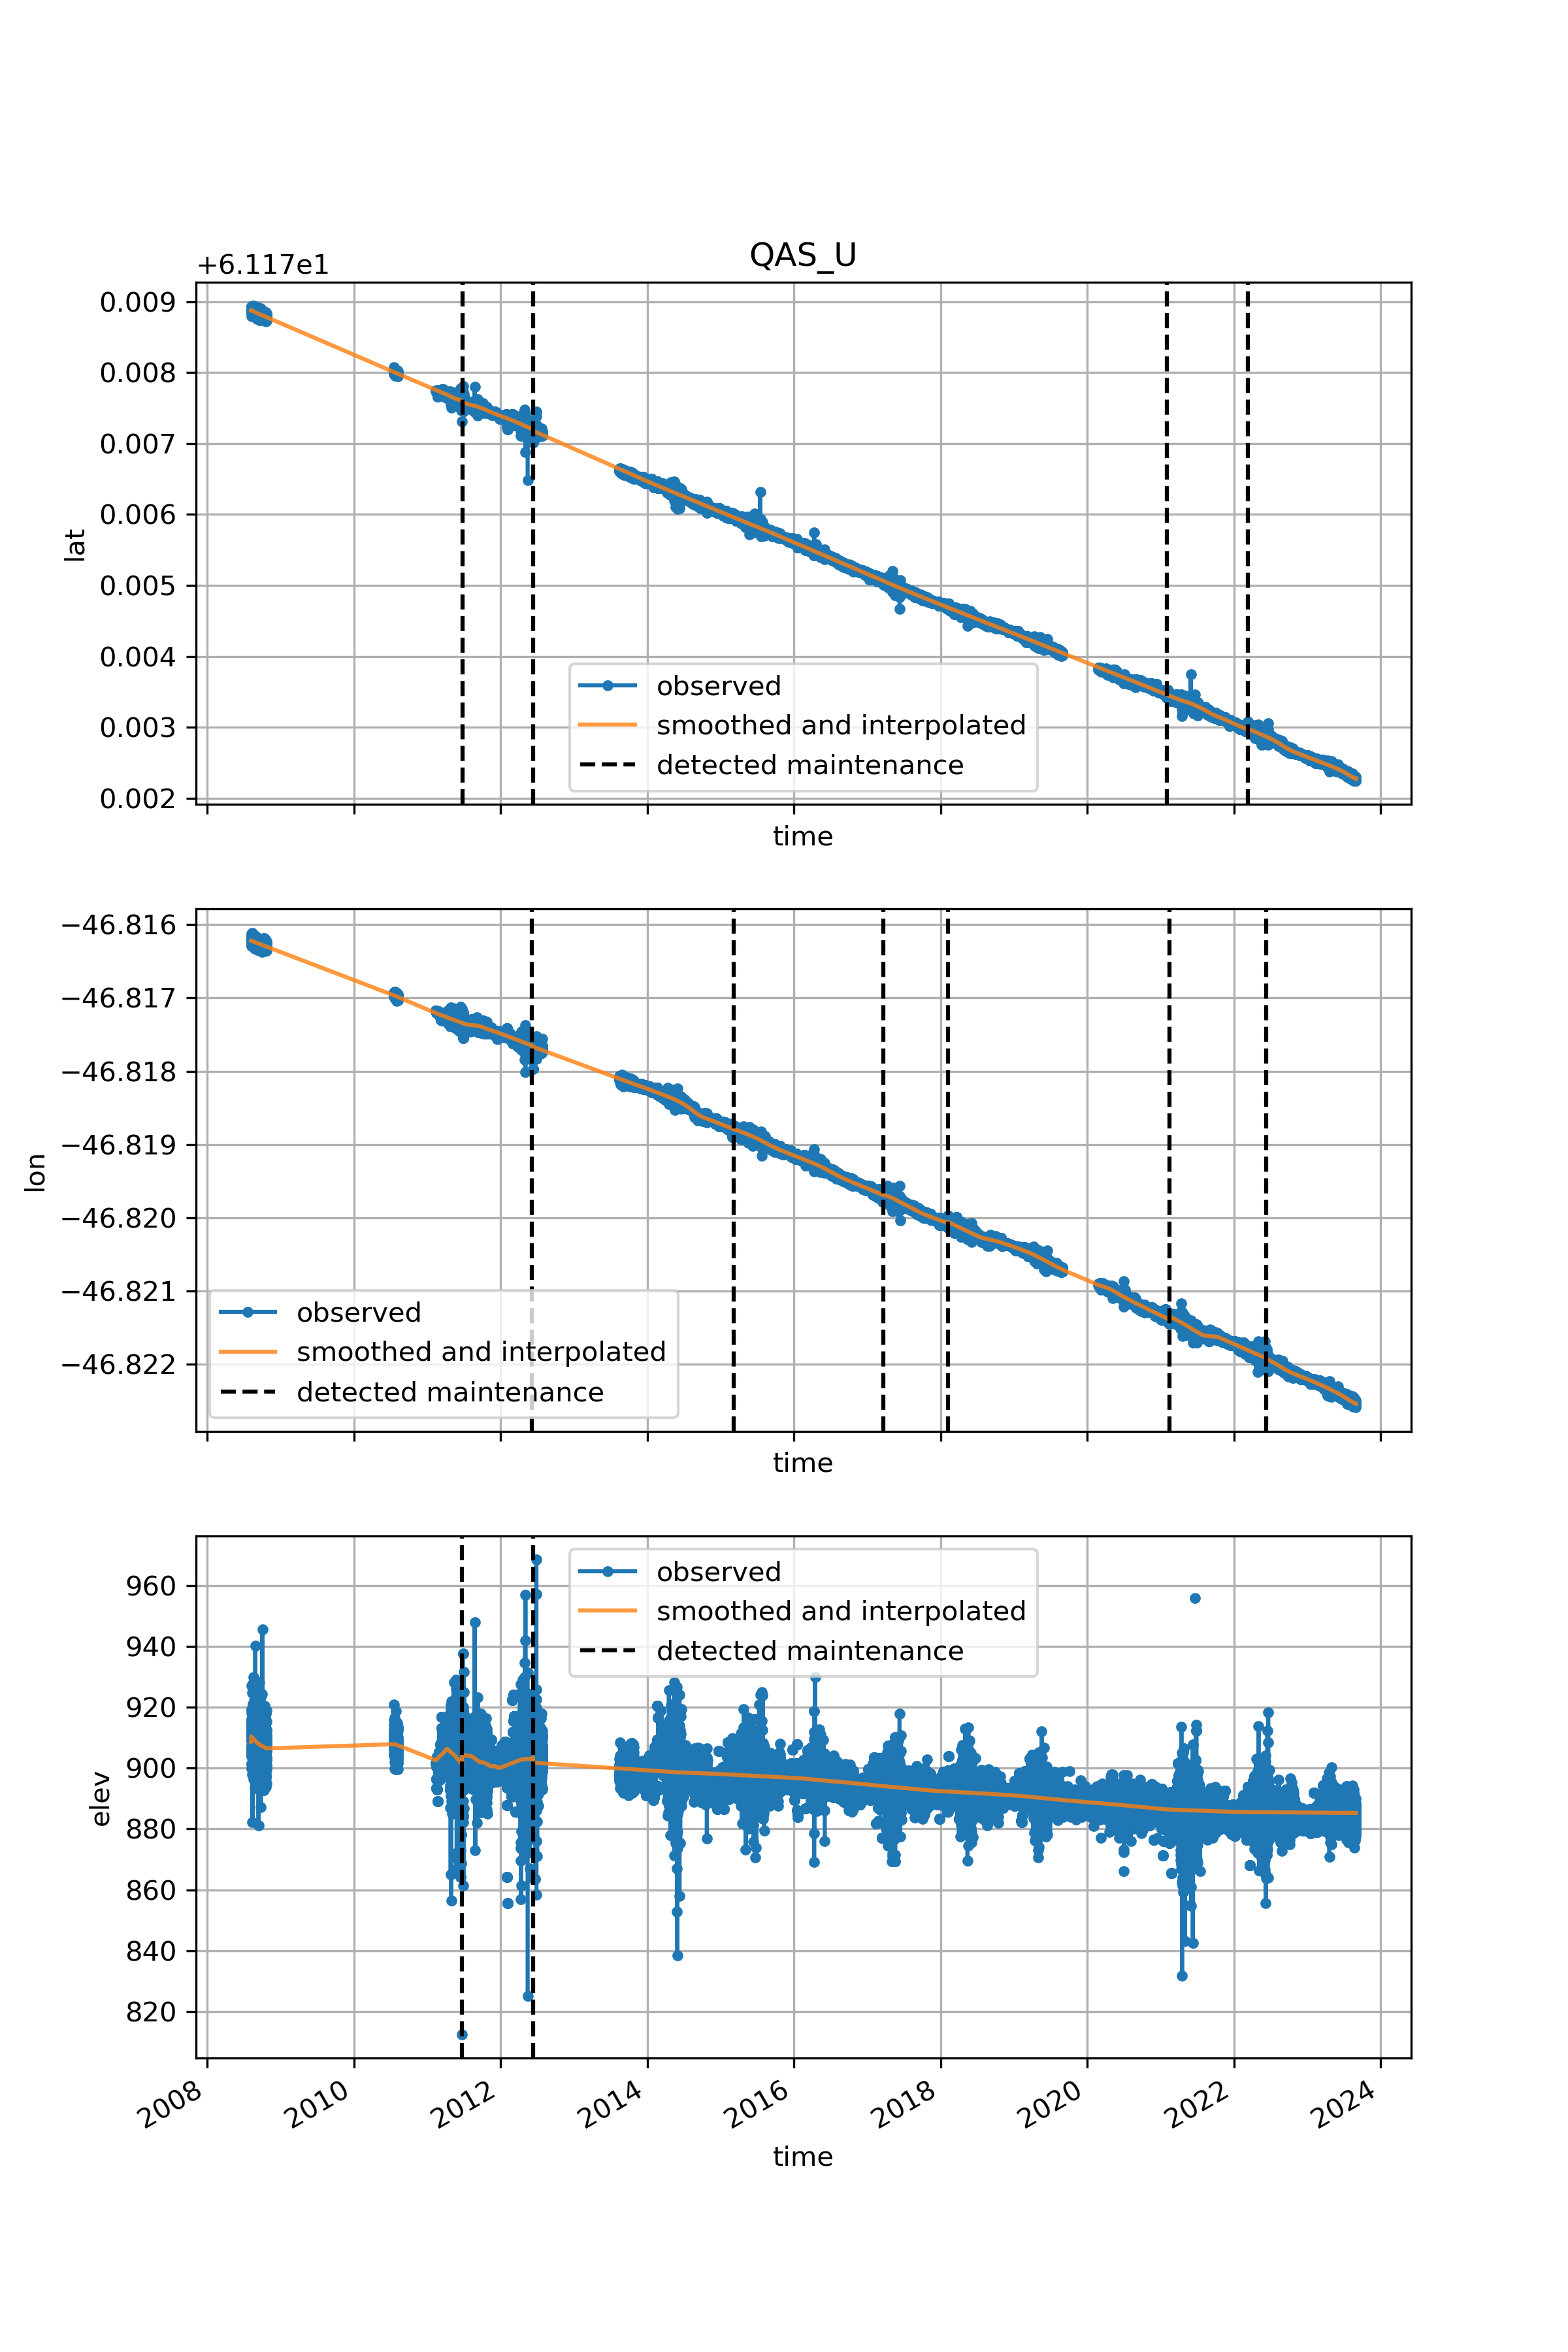 QAS_U
+6.117e1
0.009
0.008
0.007
0.006
0.005
0.004
0.003
0.002
lat
observed
smoothed and interpolated
detected maintenance
time
−46.816
−46.817
−46.818
−46.819
−46.820
−46.821
−46.822
lon
observed
smoothed and interpolated
detected maintenance
time
960
940
920
900
880
860
840
820
elev
observed
smoothed and interpolated
detected maintenance
2008 2010 2012 2014 2016 2018 2020 2022 2024
time